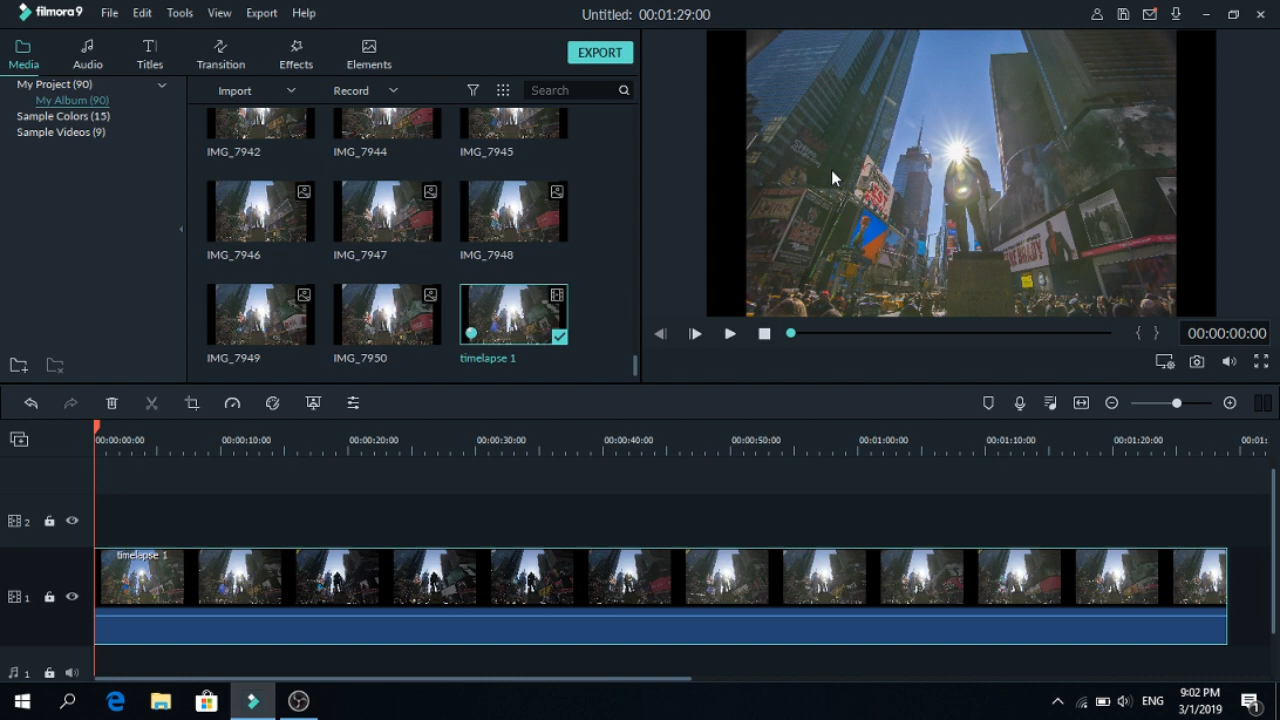 filmora9 File Edit Tools View Export Help Untitled: 00:01:29:00
Media Audio Titles Transition Effects Elements EXPORT
My Project (90)
My Album (90)
Sample Colors (15)
Sample Videos (9)
Import Record Search
IMG_7942 IMG_7944 IMG_7945
IMG_7946 IMG_7947 IMG_7948
IMG_7949 IMG_7950 timelapse 1
00:00:00:00
00:00:00:00 00:00:10:00 00:00:20:00 00:00:30:00 00:00:40:00 00:00:50:00 00:01:00:00 00:01:10:00 00:01:20:00 00:01:
2
timelapse 1
1
1
ENG
9:02 PM
3/1/2019
1